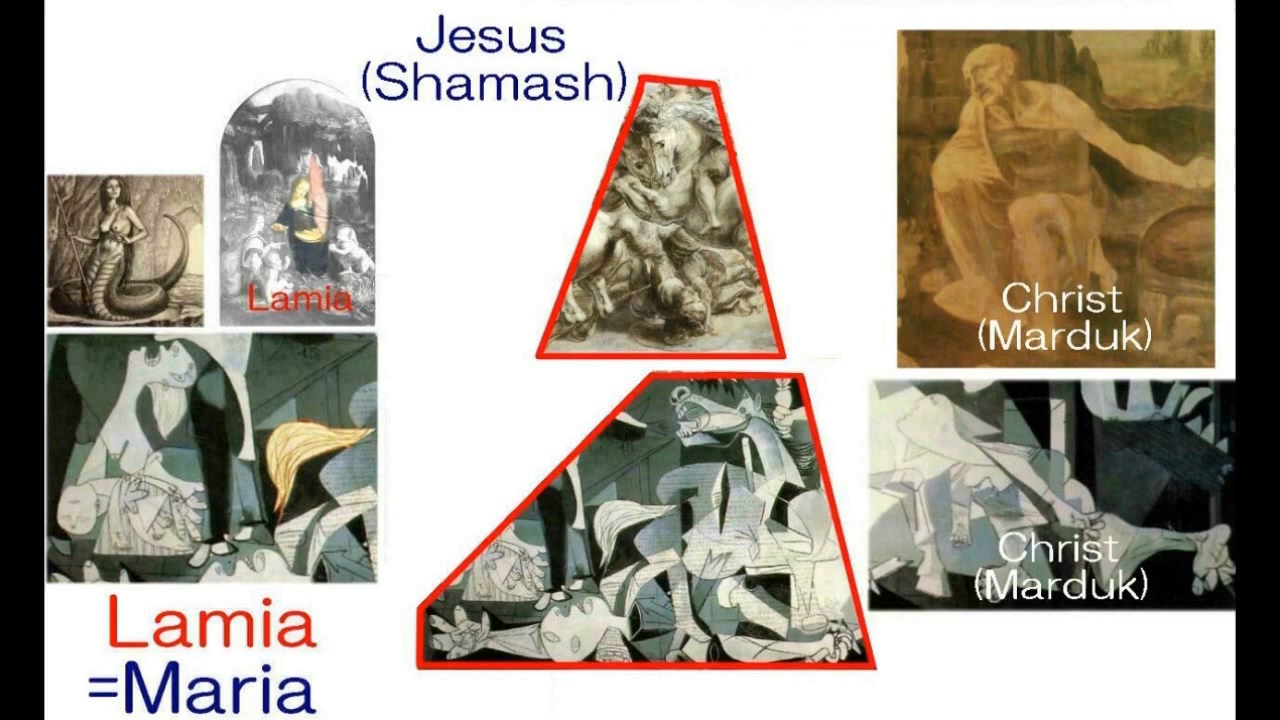 Jesus
(Shamash)
Lamia
Christ
(Marduk)
Christ
(Marduk)
Lamia
=Maria